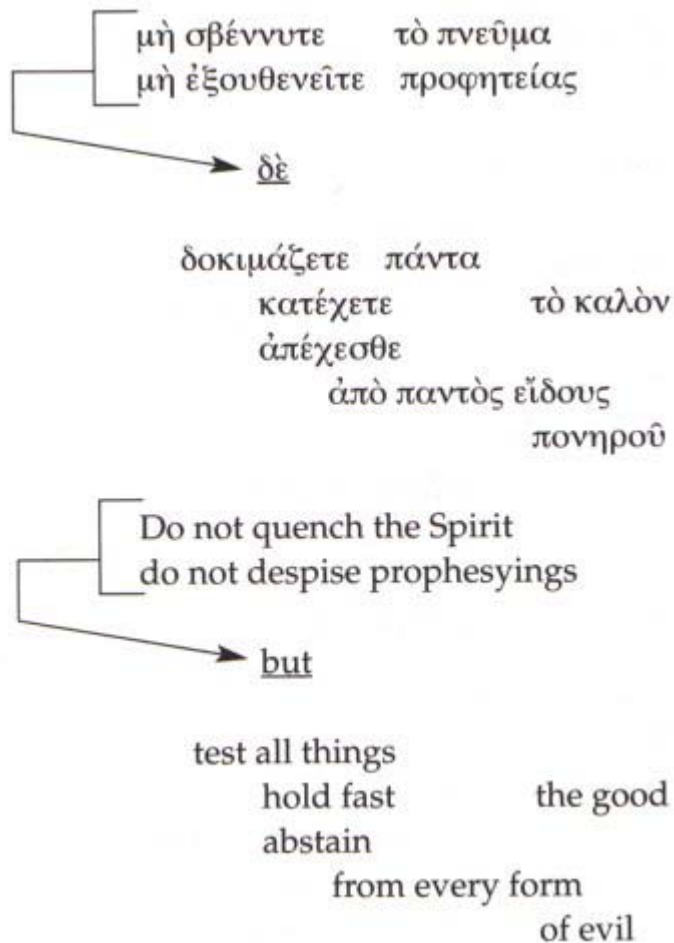 μὴ σβέννυτε τὸ πνεῦμα
μὴ ἐξουθενεῖτε προφητείας
δὲ
δοκιμάζετε πάντα
κατέχετε τὸ καλὸν
ἀπέχεσθε
ἀπὸ παντὸς εἴδους
πονηροῦ
Do not quench the Spirit
do not despise prophesyings
but
test all things
hold fast the good
abstain
from every form
of evil